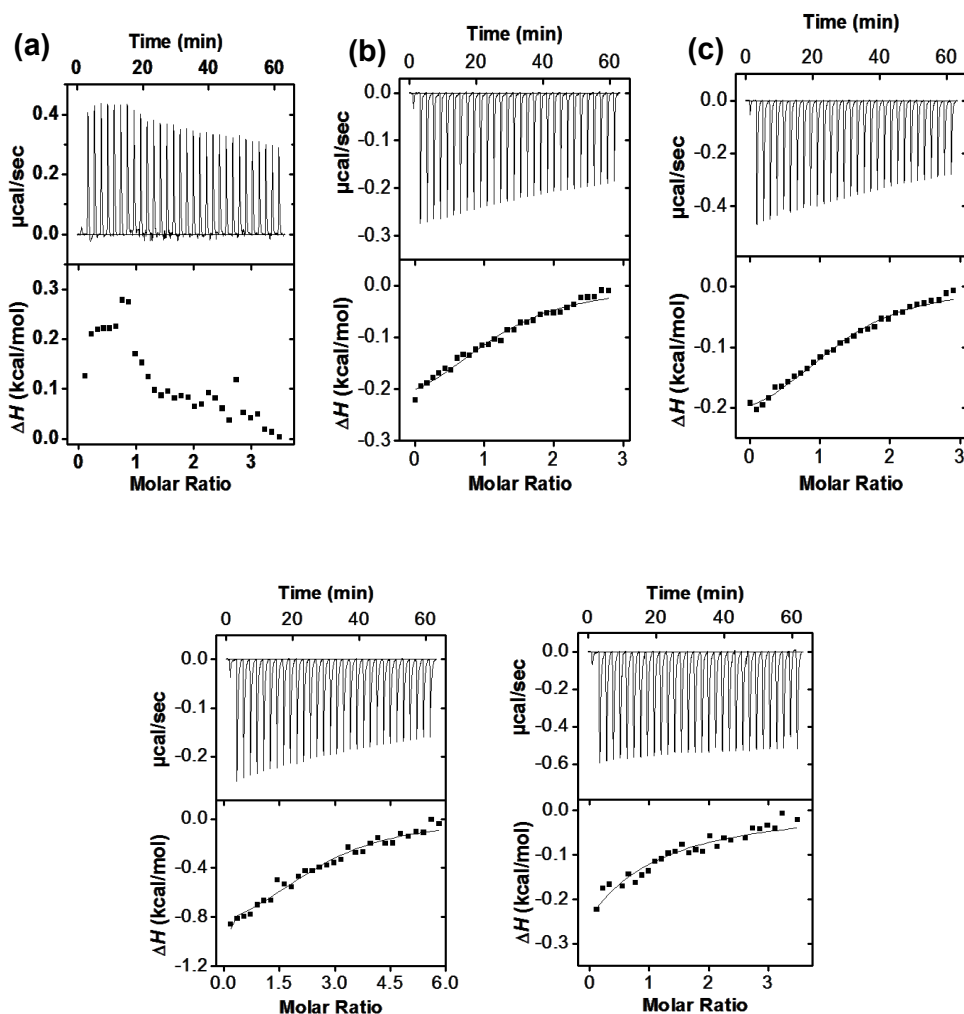 (a)
Time (min)
0 20 40 60
0.4
0.2
0.0
µcal/sec
0.3
0.2
0.1
0.0
ΔH (kcal/mol)
0 1 2 3
Molar Ratio
(b)
Time (min)
0 20 40 60
0.0
-0.1
-0.2
-0.3
µcal/sec
0.0
-0.1
-0.2
-0.3
ΔH (kcal/mol)
0 1 2 3
Molar Ratio
(c)
Time (min)
0 20 40 60
0.0
-0.2
-0.4
µcal/sec
0.0
-0.1
-0.2
ΔH (kcal/mol)
0 1 2 3
Molar Ratio
Time (min)
0 20 40 60
0.0
-0.1
-0.2
µcal/sec
0.0
-0.4
-0.8
-1.2
ΔH (kcal/mol)
0.0 1.5 3.0 4.5 6.0
Molar Ratio
Time (min)
0 20 40 60
0.0
-0.2
-0.4
-0.6
µcal/sec
0.0
-0.1
-0.2
-0.3
ΔH (kcal/mol)
0 1 2 3
Molar Ratio